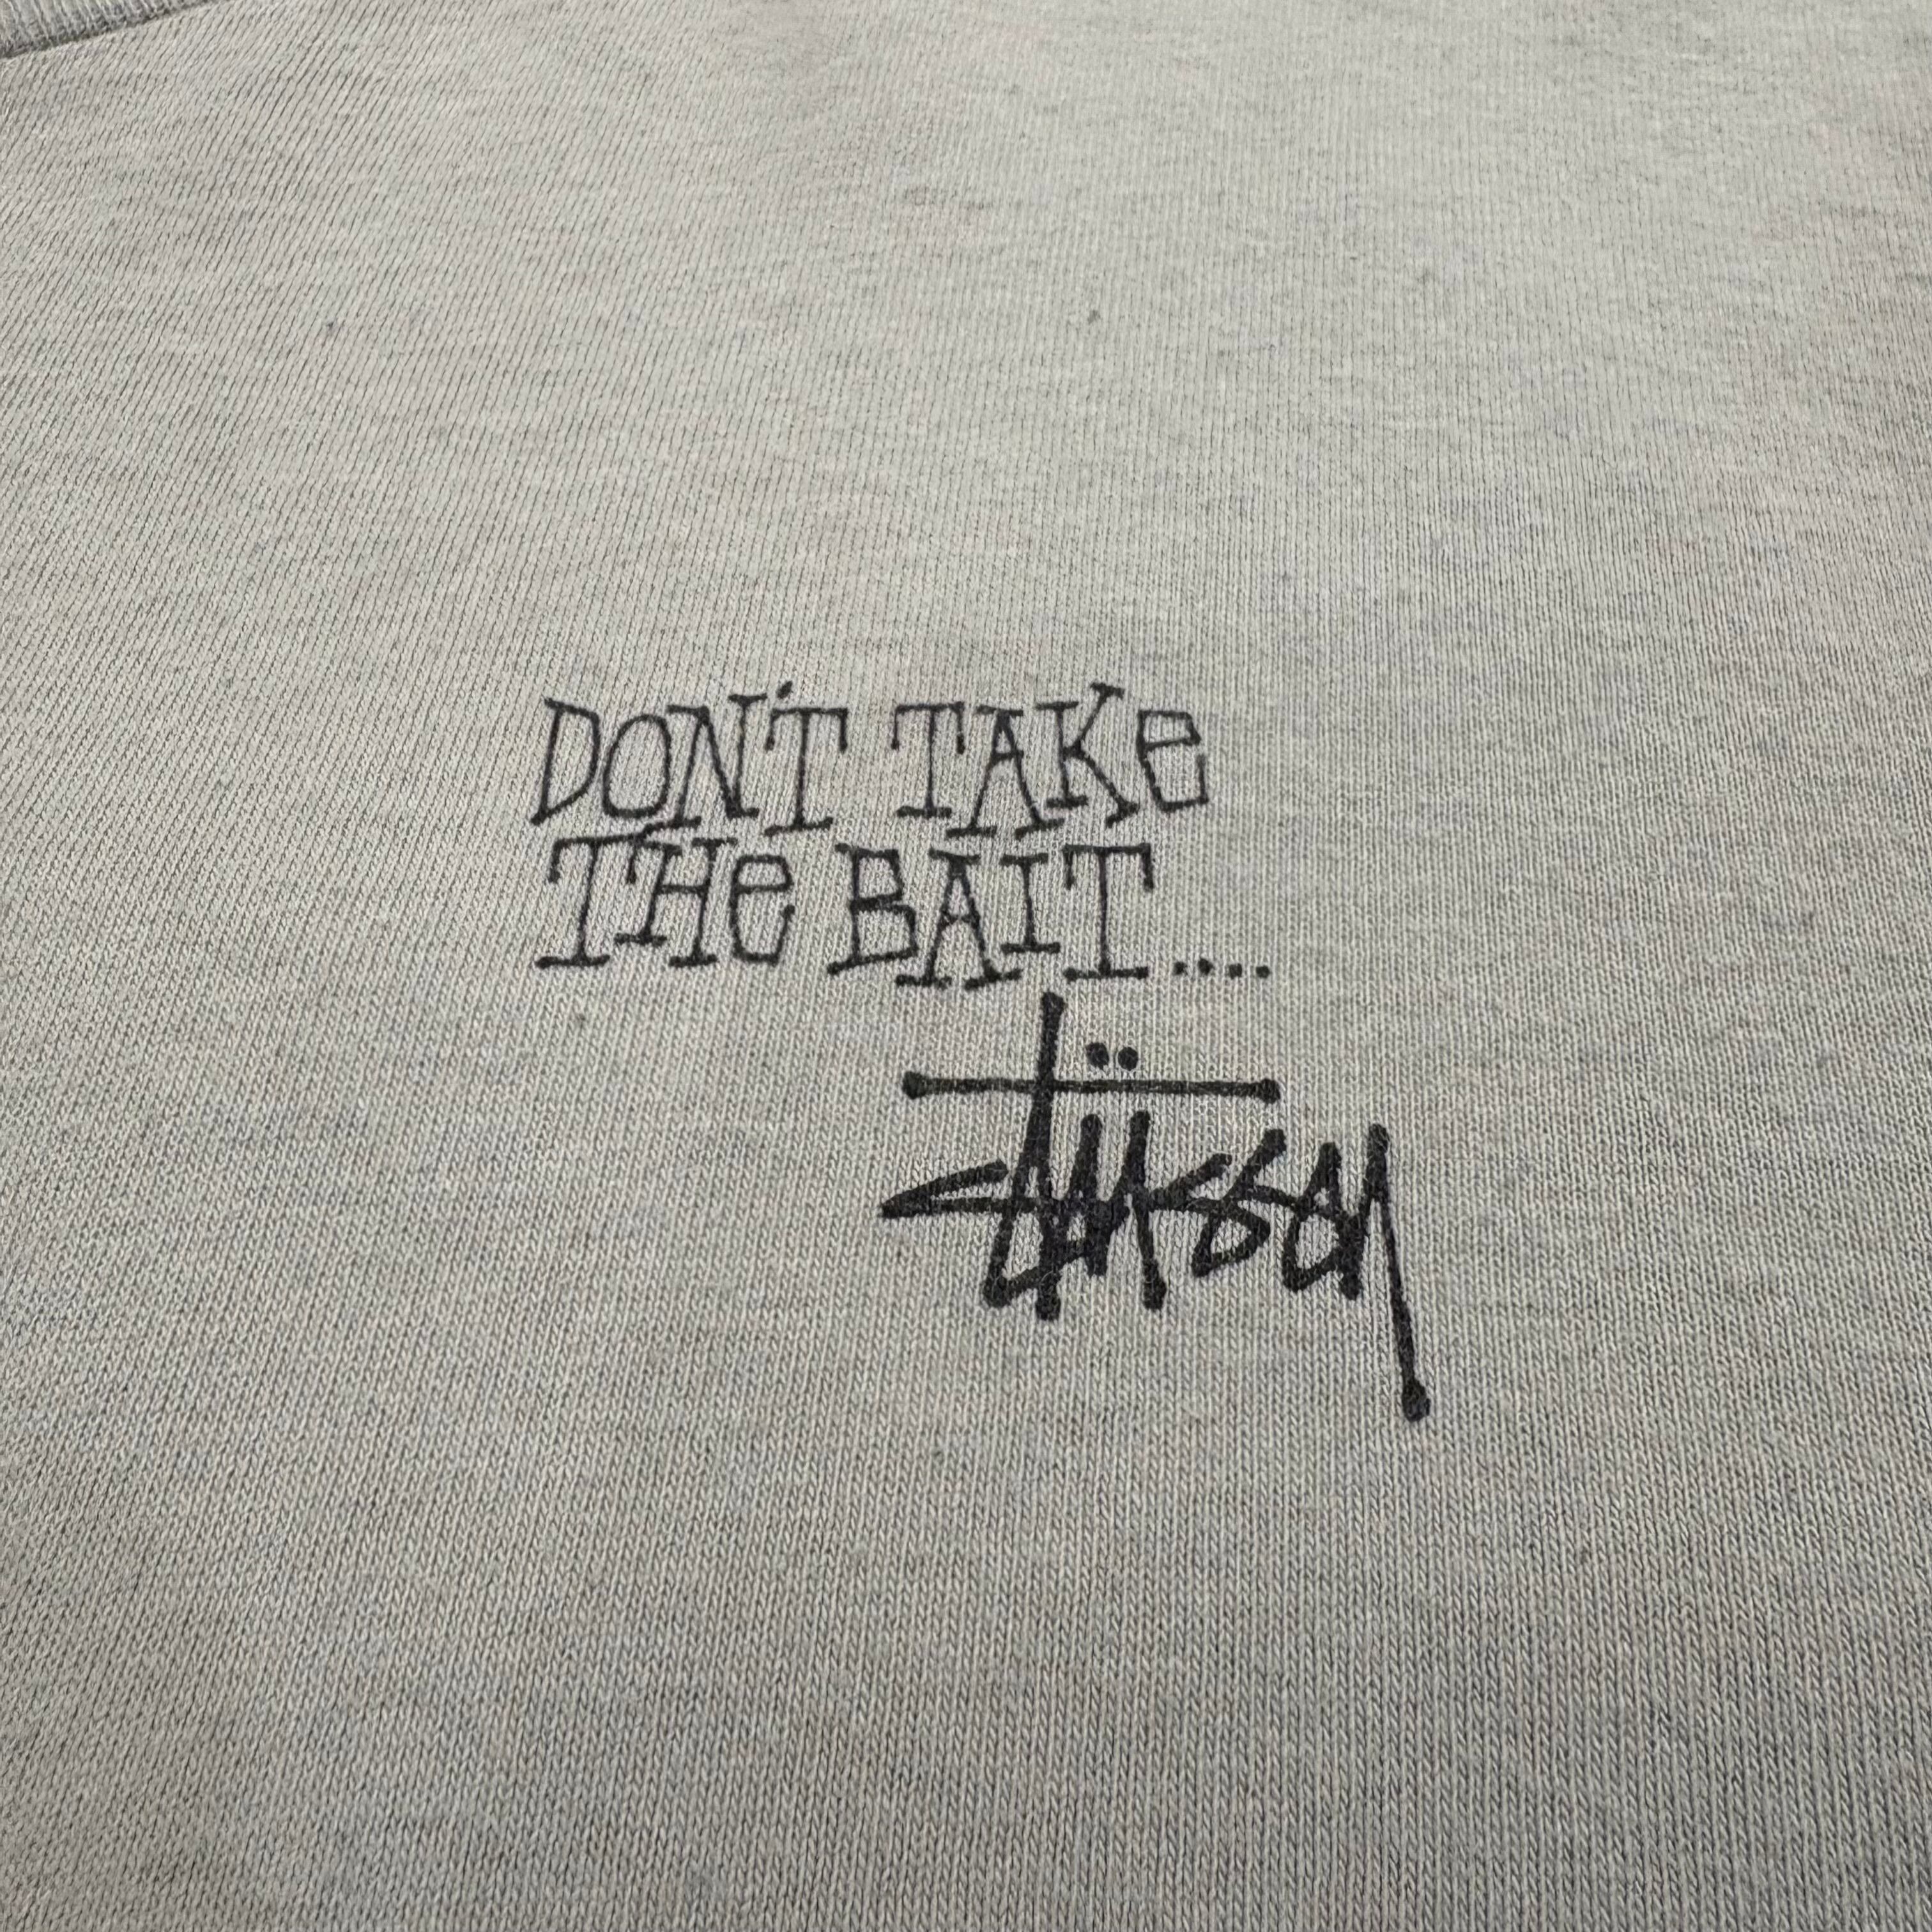 DON'T TAKe
THe BAIT....
Stüssy